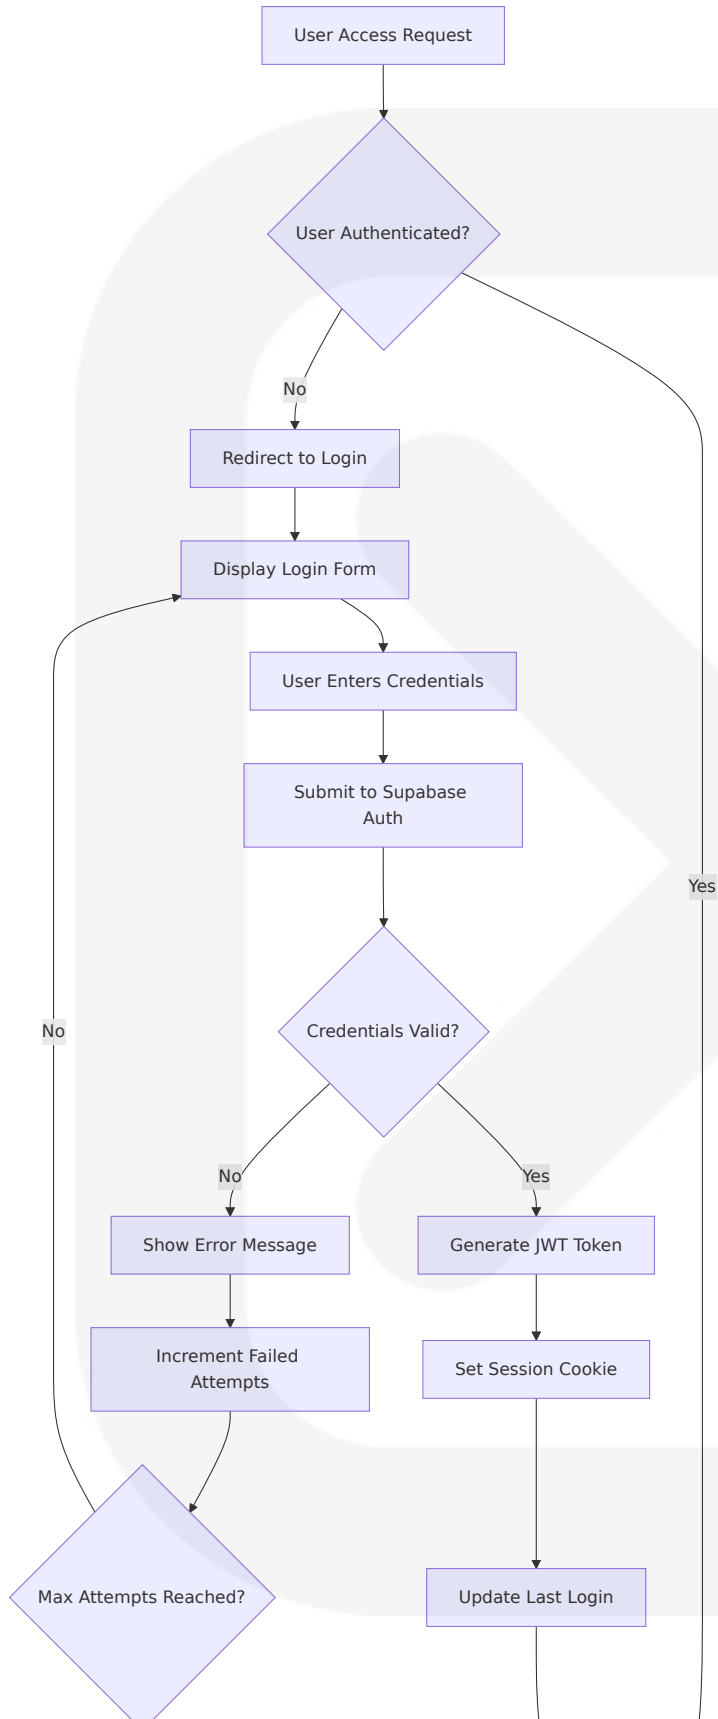 User Access Request
User Authenticated?
No
Redirect to Login
Display Login Form
User Enters Credentials
Submit to Supabase
Auth
Yes
Credentials Valid?
No
No
Yes
Show Error Message
Generate JWT Token
Increment Failed
Attempts
Set Session Cookie
Max Attempts Reached?
Update Last Login